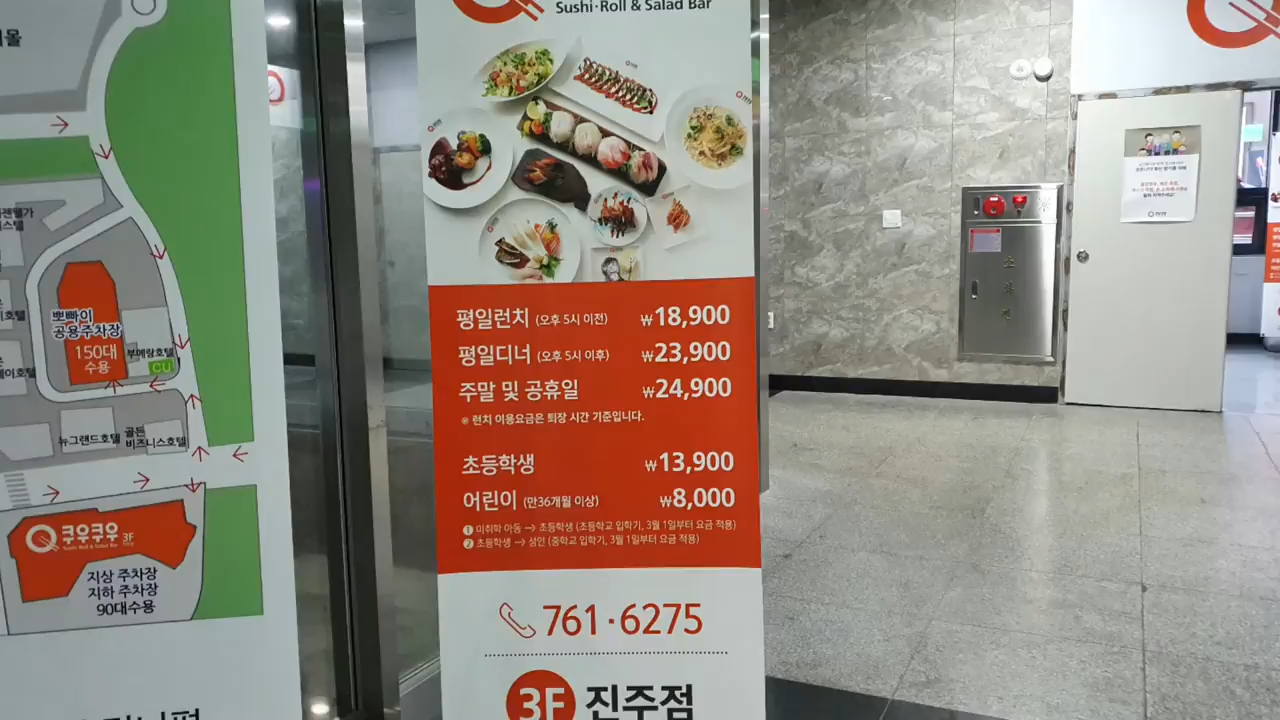 Sushi·Roll & Salad Bar
평일런치 (오후 5시 이전) ₩18,900
평일디너 (오후 5시 이후) ₩23,900
주말 및 공휴일 ₩24,900
※ 런치 이용요금은 퇴장 시간 기준입니다.
초등학생 ₩13,900
어린이 (만36개월 이상) ₩8,000
❶ 미취학 아동 → 초등학생 (초등학교 입학기, 3월 1일부터 요금 적용)
❷ 초등학생 → 성인 (중학교 입학기, 3월 1일부터 요금 적용)
761·6275
3F 진주점
뽀빠이
공용주차장
150대
수용
부메랑호텔
CU
뉴그랜드호텔
골든
비즈니스호텔
쿠우쿠우 3F
Sushi·Roll & Salad Bar
지상 주차장
지하 주차장
90대수용
소화전